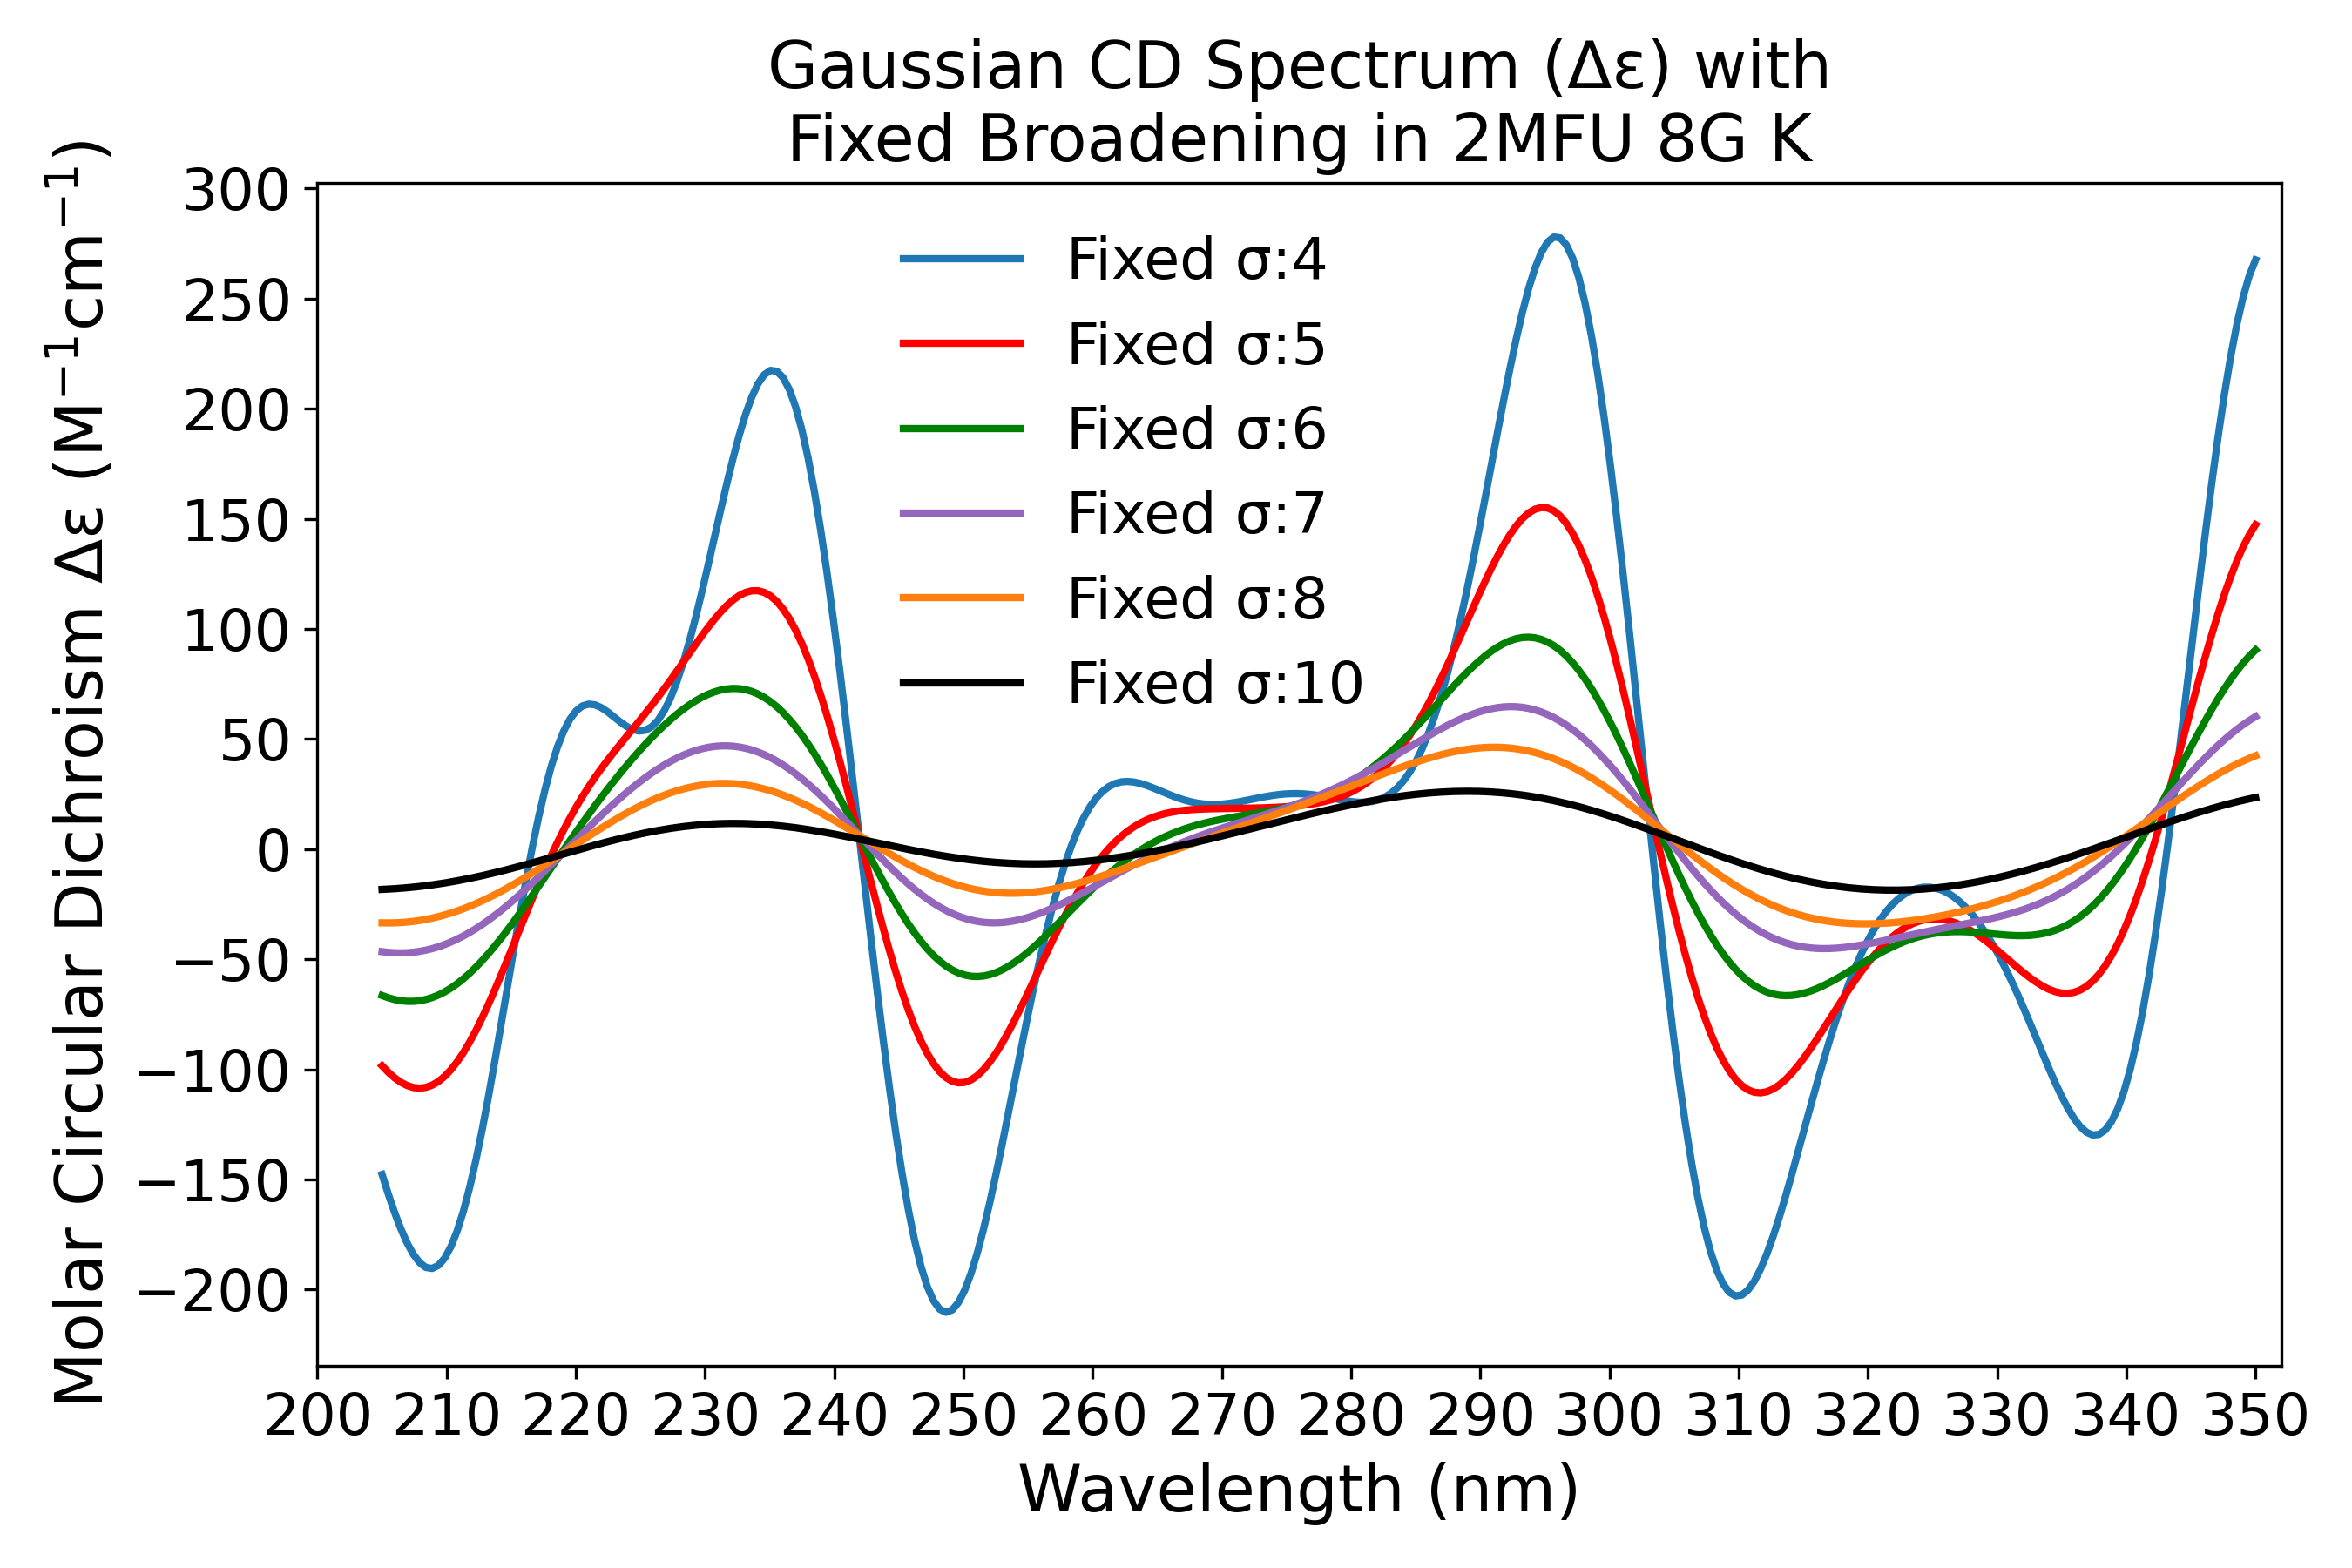 Gaussian CD Spectrum (Δε) with
Fixed Broadening in 2MFU 8G K
Molar Circular Dichroism Δε (M⁻¹cm⁻¹)
300
250
200
150
100
50
0
−50
−100
−150
−200
Fixed σ:4
Fixed σ:5
Fixed σ:6
Fixed σ:7
Fixed σ:8
Fixed σ:10
200 210 220 230 240 250 260 270 280 290 300 310 320 330 340 350
Wavelength (nm)